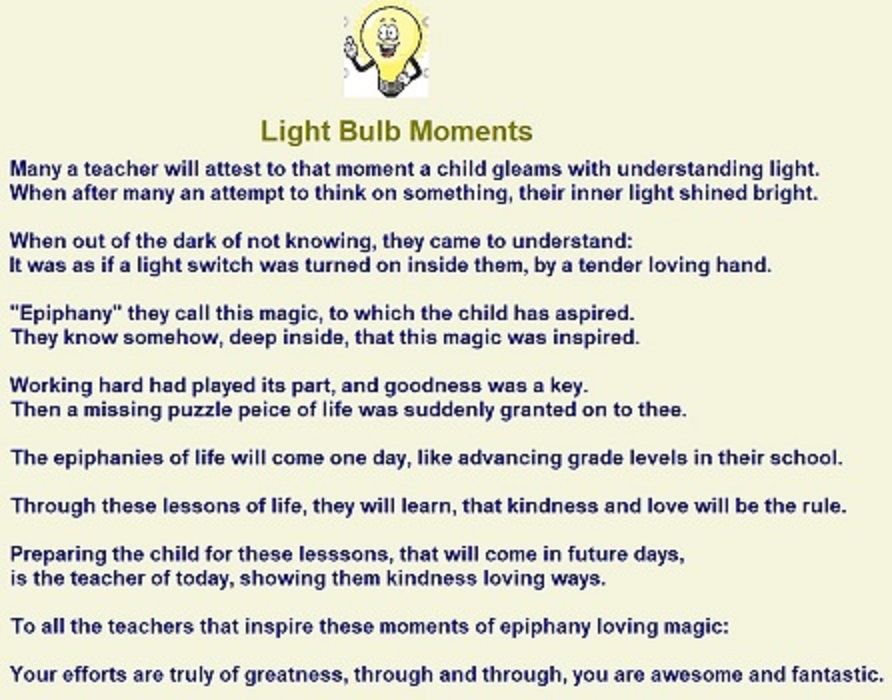 Light Bulb Moments
Many a teacher will attest to that moment a child gleams with understanding light.
When after many an attempt to think on something, their inner light shined bright.
When out of the dark of not knowing, they came to understand:
It was as if a light switch was turned on inside them, by a tender loving hand.
"Epiphany" they call this magic, to which the child has aspired.
They know somehow, deep inside, that this magic was inspired.
Working hard had played its part, and goodness was a key.
Then a missing puzzle peice of life was suddenly granted on to thee.
The epiphanies of life will come one day, like advancing grade levels in their school.
Through these lessons of life, they will learn, that kindness and love will be the rule.
Preparing the child for these lesssons, that will come in future days,
is the teacher of today, showing them kindness loving ways.
To all the teachers that inspire these moments of epiphany loving magic:
Your efforts are truly of greatness, through and through, you are awesome and fantastic.